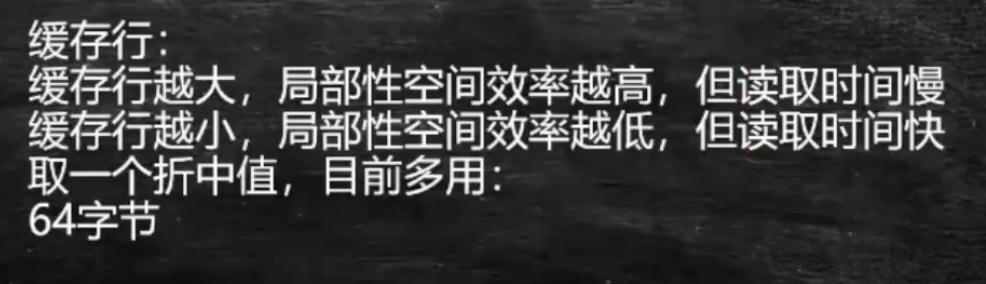 缓存行：
缓存行越大，局部性空间效率越高，但读取时间慢
缓存行越小，局部性空间效率越低，但读取时间快
取一个折中值，目前多用：
64字节